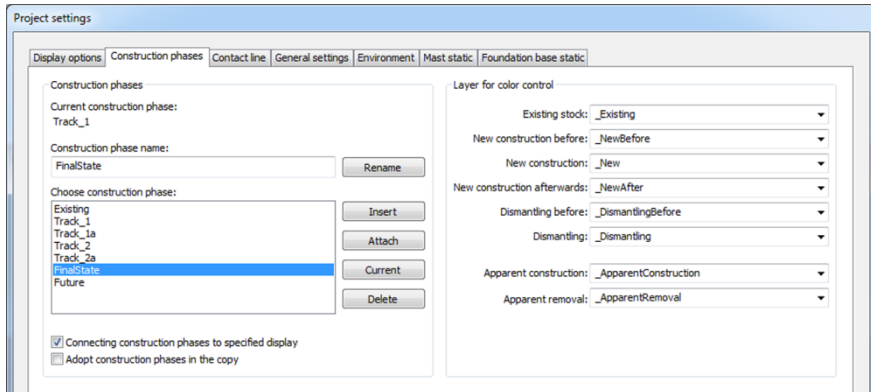 Project settings
Display options Construction phases Contact line General settings Environment Mast static Foundation base static
Construction phases
Current construction phase:
Track_1
Construction phase name:
FinalState
Rename
Choose construction phase:
Existing
Track_1
Track_1a
Track_2
Track_2a
FinalState
Future
Insert
Attach
Current
Delete
Connecting construction phases to specified display
Adopt construction phases in the copy
Layer for color control
Existing stock: _Existing
New construction before: _NewBefore
New construction: _New
New construction afterwards: _NewAfter
Dismantling before: _DismantlingBefore
Dismantling: _Dismantling
Apparent construction: _ApparentConstruction
Apparent removal: _ApparentRemoval